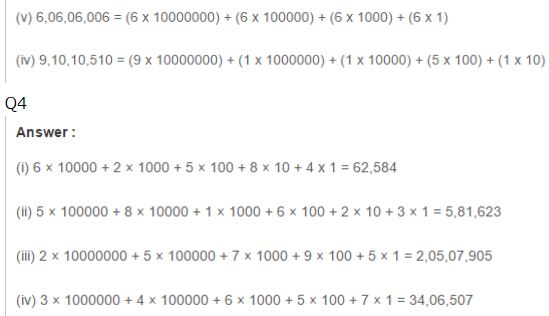 (v) 6,06,06,006 = (6 x 10000000) + (6 x 100000) + (6 x 1000) + (6 x 1)
(iv) 9,10,10,510 = (9 x 10000000) + (1 x 1000000) + (1 x 10000) + (5 x 100) + (1 x 10)
Q4
Answer :
(i) 6 × 10000 + 2 × 1000 + 5 × 100 + 8 × 10 + 4 x 1 = 62,584
(ii) 5 × 100000 + 8 × 10000 + 1 × 1000 + 6 × 100 + 2 × 10 + 3 × 1 = 5,81,623
(iii) 2 × 10000000 + 5 × 100000 + 7 × 1000 + 9 × 100 + 5 × 1 = 2,05,07,905
(iv) 3 × 1000000 + 4 × 100000 + 6 × 1000 + 5 × 100 + 7 × 1 = 34,06,507